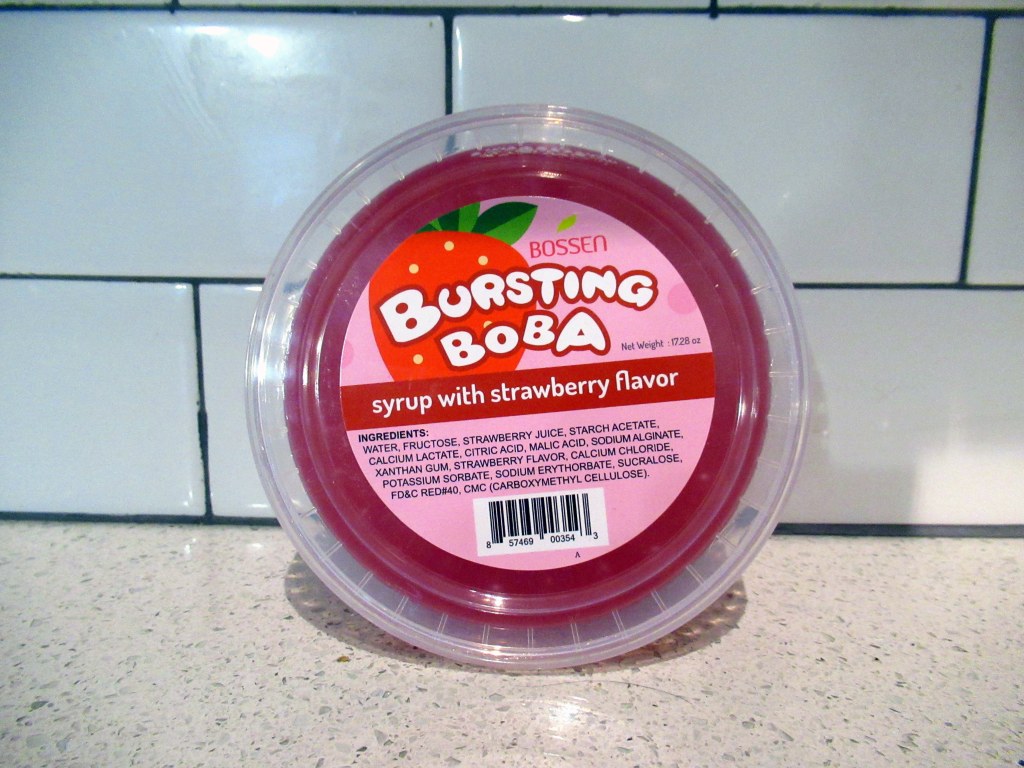 BOSSEN
BURSTING
BOBA
Net Weight : 17.28 oz
syrup with strawberry flavor
INGREDIENTS:
WATER, FRUCTOSE, STRAWBERRY JUICE, STARCH ACETATE,
CALCIUM LACTATE, CITRIC ACID, MALIC ACID, SODIUM ALGINATE,
XANTHAN GUM, STRAWBERRY FLAVOR, CALCIUM CHLORIDE,
POTASSIUM SORBATE, SODIUM ERYTHORBATE, SUCRALOSE,
FD&C RED#40, CMC (CARBOXYMETHYL CELLULOSE).
8 57469 00354 3
A